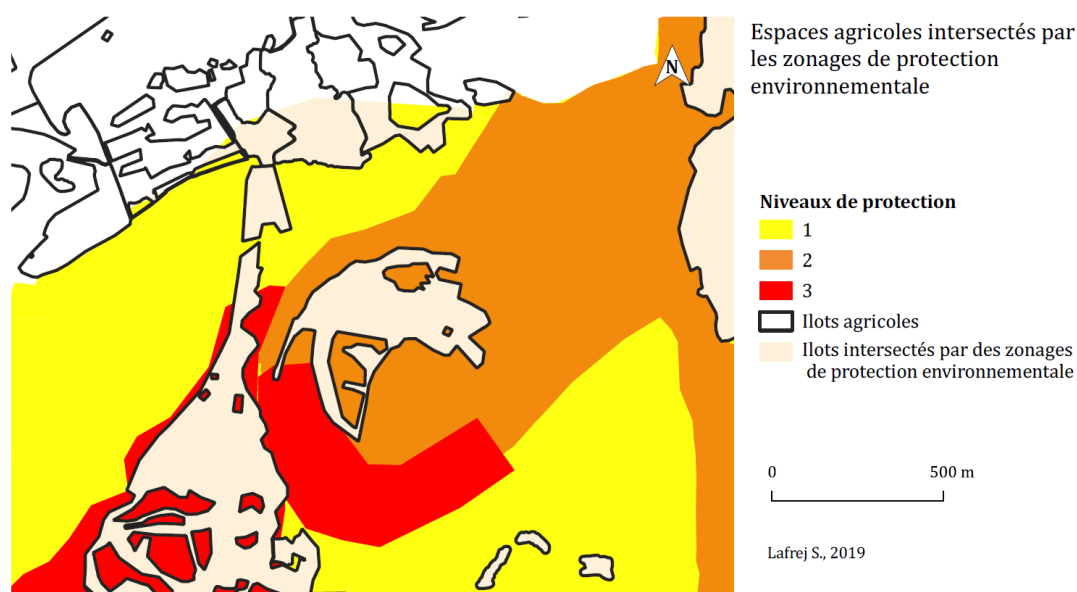 Espaces agricoles intersectés par
les zonages de protection
environnementale
N
Niveaux de protection
1
2
3
Ilots agricoles
Ilots intersectés par des zonages
de protection environnementale
0 500 m
Lafrej S., 2019